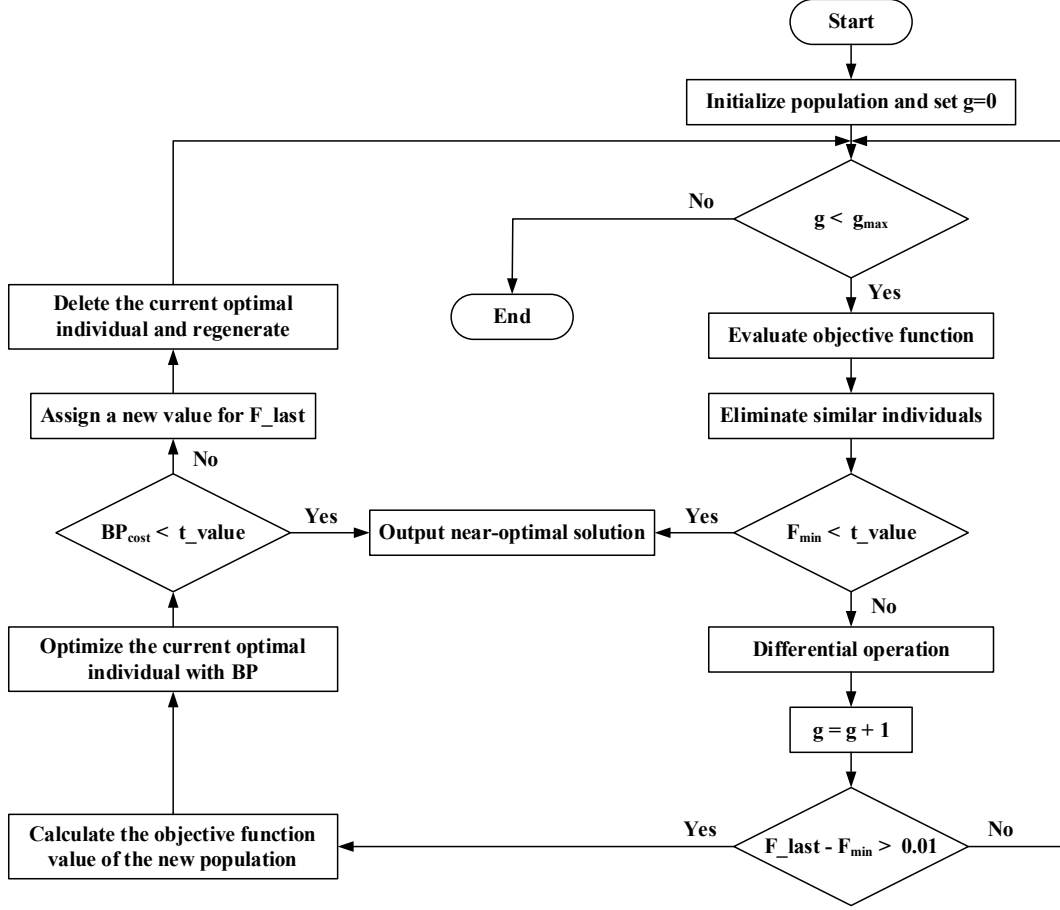 Start
Initialize population and set g=0
No
g < gmax
Yes
Delete the current optimal
individual and regenerate
End
Evaluate objective function
Assign a new value for F_last
Eliminate similar individuals
No
BPcost < t_value
Yes
Output near-optimal solution
Yes
Fmin < t_value
No
Optimize the current optimal
individual with BP
Differential operation
g = g + 1
Calculate the objective function
value of the new population
Yes
F_last - Fmin > 0.01
No